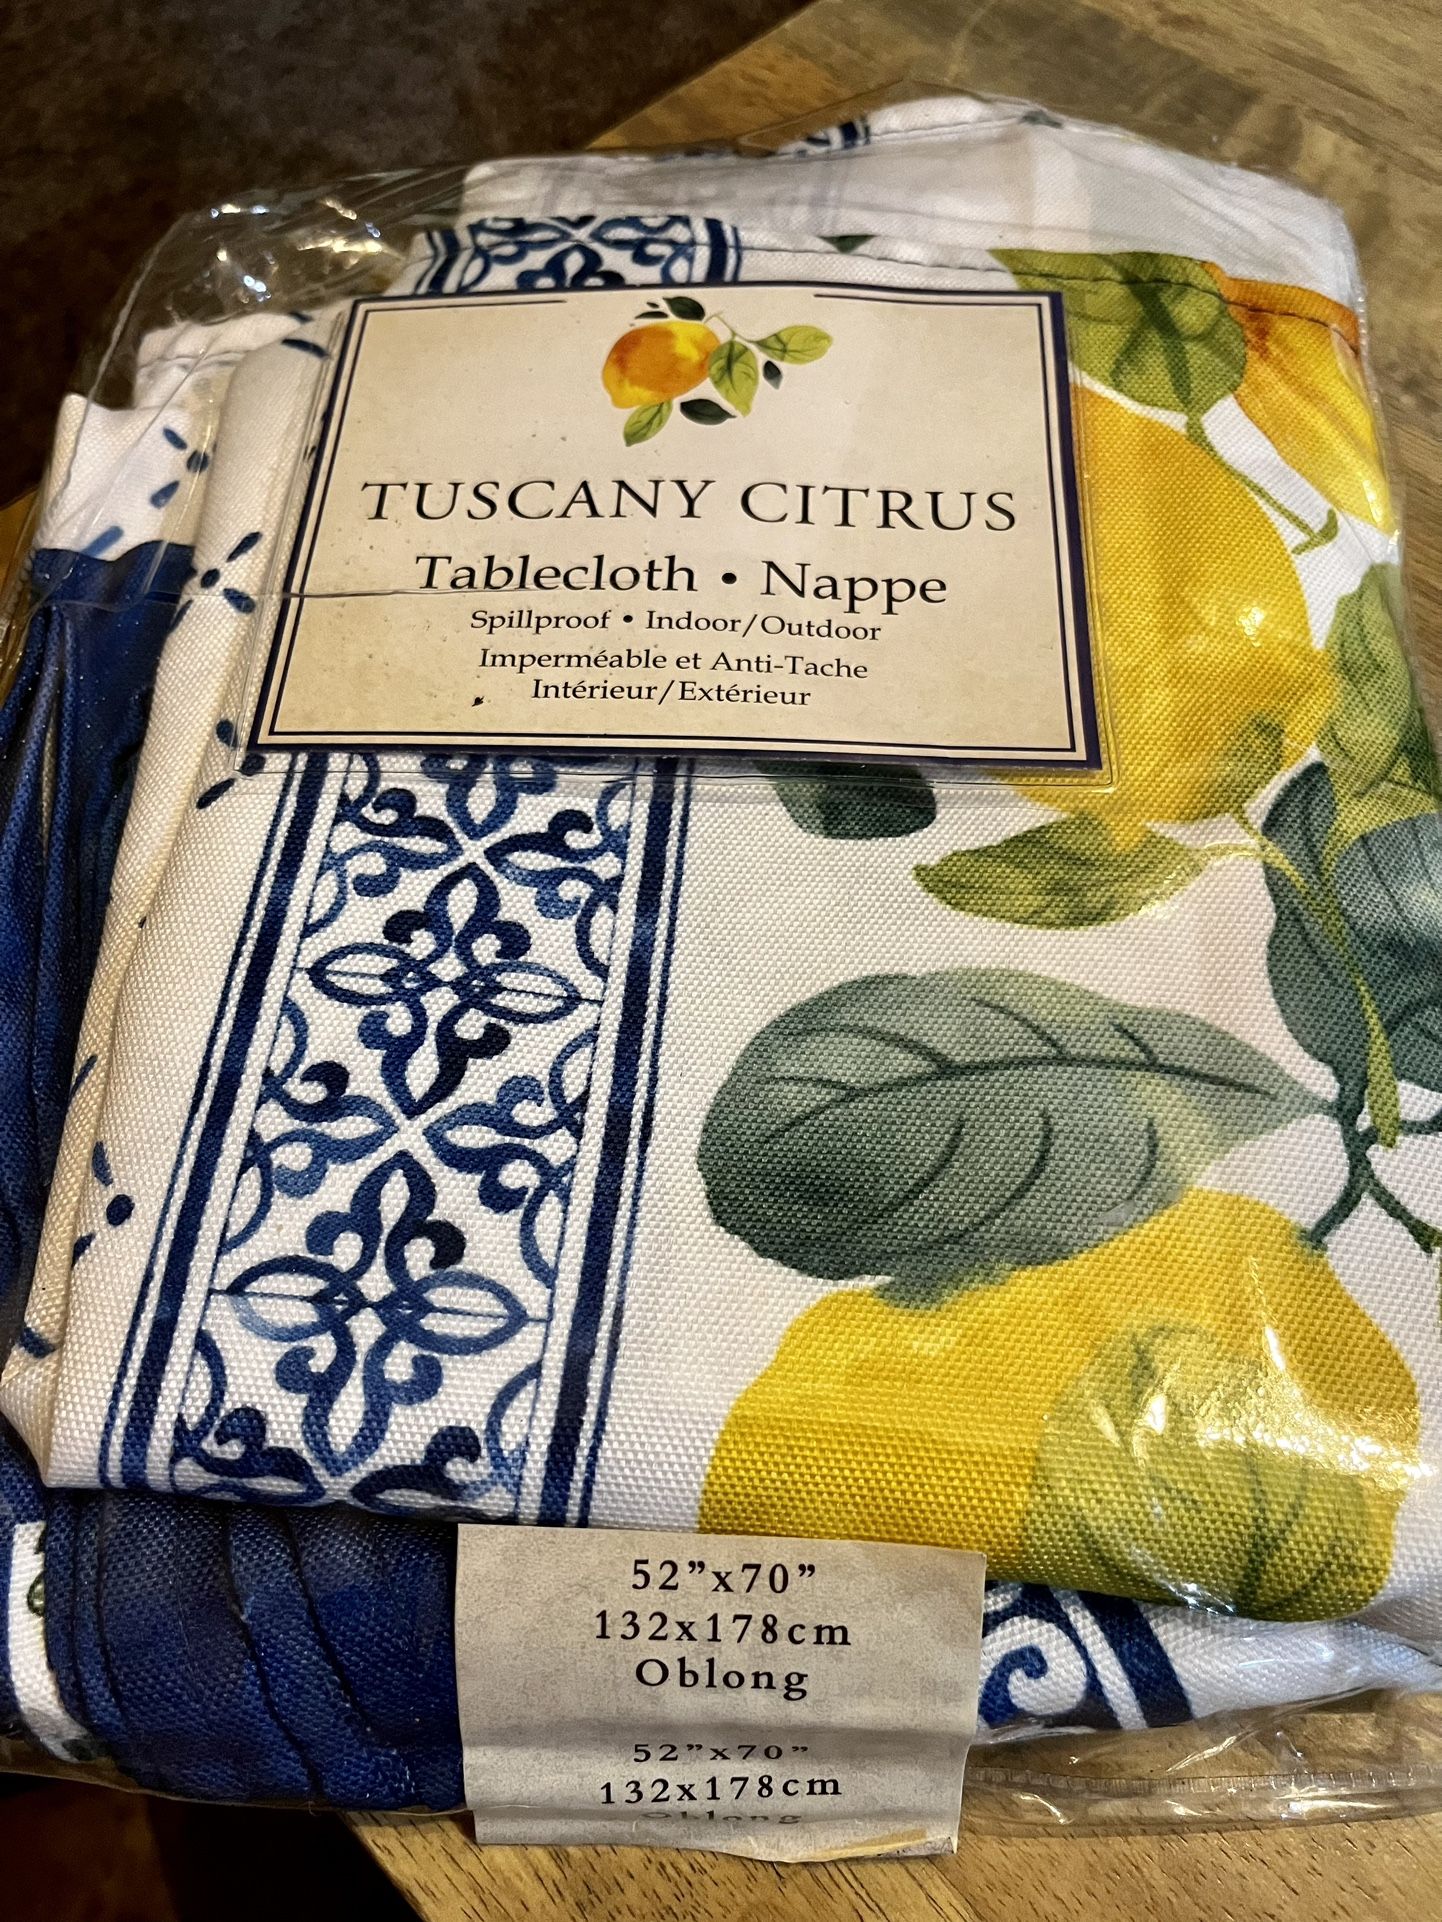 TUSCANY CITRUS
Tablecloth • Nappe
Spillproof • Indoor/Outdoor
Imperméable et Anti-Tache
Intérieur/Extérieur
52”x70”
132x178cm
Oblong
52”x70”
132x178cm
Oblong